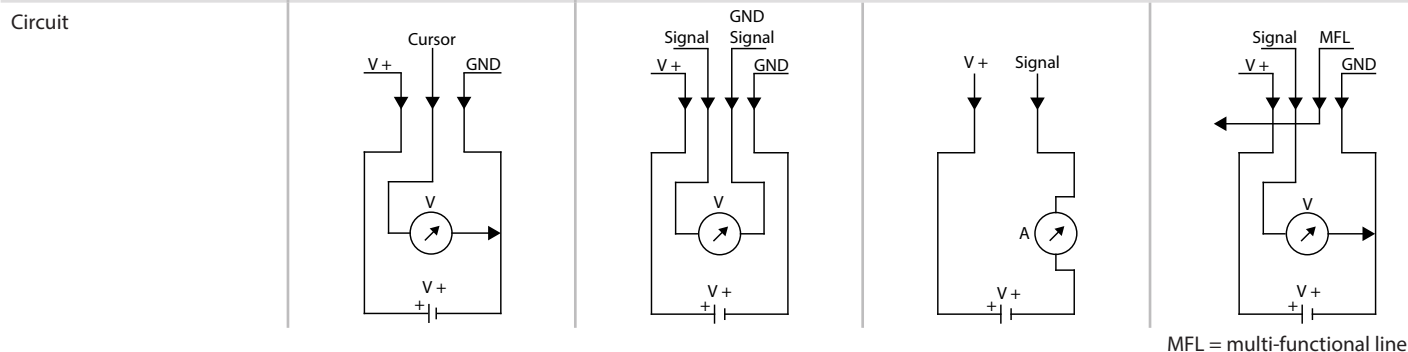 Circuit
Cursor
V +
GND
V
V +
+
GND
Signal
Signal
V +
GND
V
V +
+
V +
Signal
A
V +
+
Signal
MFL
V +
GND
V
V +
+
MFL = multi-functional line